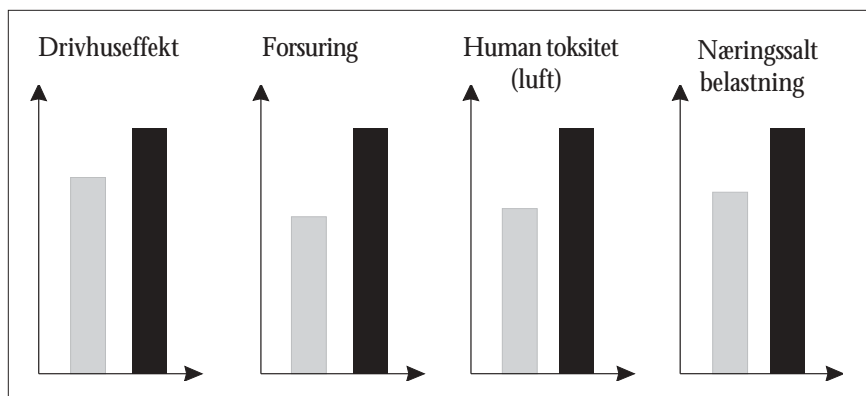 Drivhuseffekt
Forsuring
Human toksitet
(luft)
Næringssalt
belastning